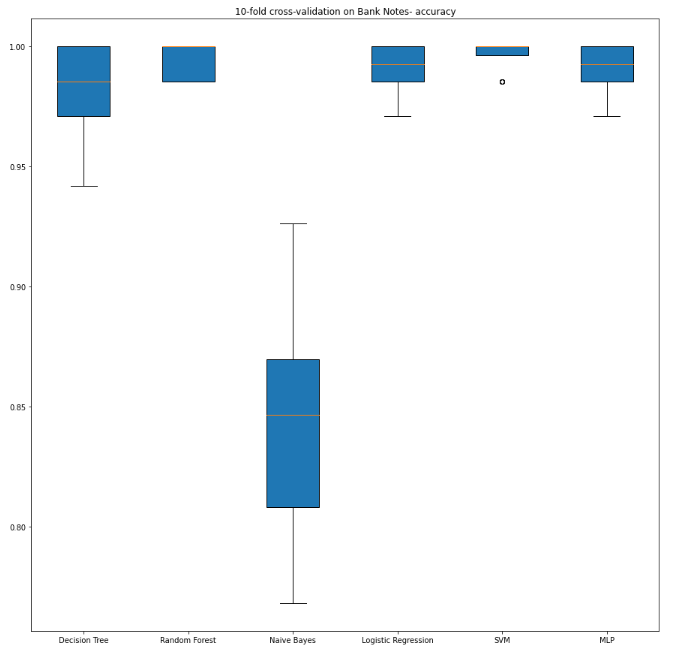 10-fold cross-validation on Bank Notes- accuracy
1.00
0.95
0.90
0.85
0.80
Decision Tree Random Forest Naive Bayes Logistic Regression SVM MLP